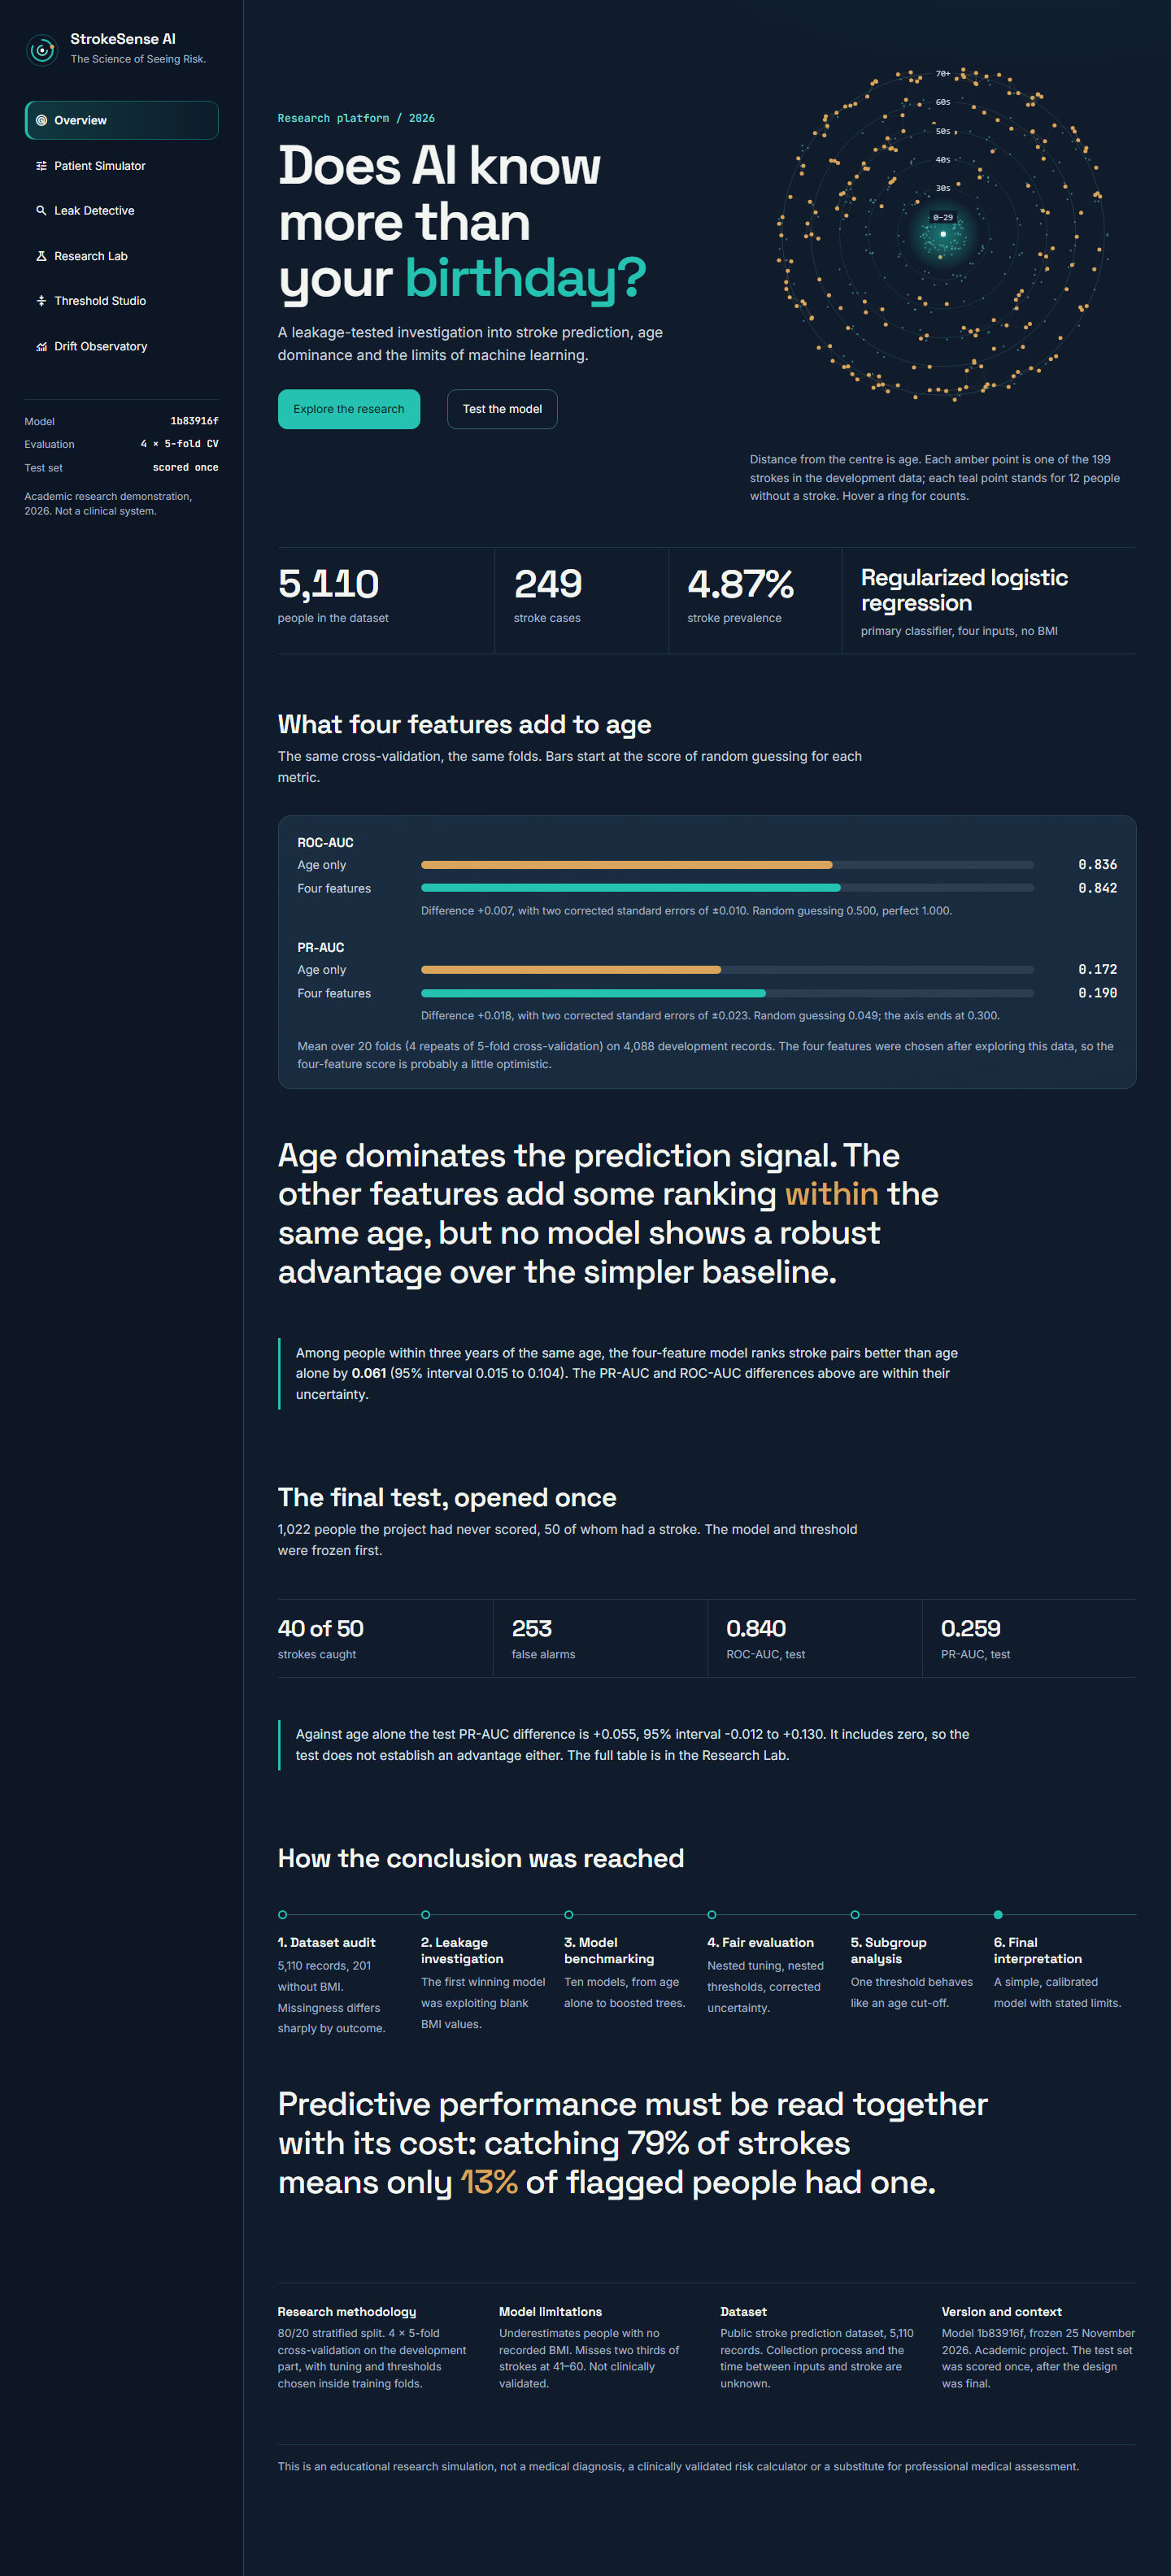 StrokeSense AI
The Science of Seeing Risk.
Overview
Patient Simulator
Leak Detective
Research Lab
Threshold Studio
Drift Observatory
Model 1b83916f
Evaluation 4 × 5-fold CV
Test set scored once
Academic research demonstration,
2026. Not a clinical system.
Research platform / 2026
Does AI know
more than
your birthday?
A leakage-tested investigation into stroke prediction, age
dominance and the limits of machine learning.
Explore the research
Test the model
70+
60s
50s
40s
30s
0–29
Distance from the centre is age. Each amber point is one of the 199
strokes in the development data; each teal point stands for 12 people
without a stroke. Hover a ring for counts.
5,110
people in the dataset
249
stroke cases
4.87%
stroke prevalence
Regularized logistic
regression
primary classifier, four inputs, no BMI
What four features add to age
The same cross-validation, the same folds. Bars start at the score of random guessing for each
metric.
ROC-AUC
Age only 0.836
Four features 0.842
Difference +0.007, with two corrected standard errors of ±0.010. Random guessing 0.500, perfect 1.000.
PR-AUC
Age only 0.172
Four features 0.190
Difference +0.018, with two corrected standard errors of ±0.023. Random guessing 0.049; the axis ends at 0.300.
Mean over 20 folds (4 repeats of 5-fold cross-validation) on 4,088 development records. The four features were chosen after exploring this data, so the
four-feature score is probably a little optimistic.
Age dominates the prediction signal. The
other features add some ranking within the
same age, but no model shows a robust
advantage over the simpler baseline.
Among people within three years of the same age, the four-feature model ranks stroke pairs better than age
alone by 0.061 (95% interval 0.015 to 0.104). The PR-AUC and ROC-AUC differences above are within their
uncertainty.
The final test, opened once
1,022 people the project had never scored, 50 of whom had a stroke. The model and threshold
were frozen first.
40 of 50
strokes caught
253
false alarms
0.840
ROC-AUC, test
0.259
PR-AUC, test
Against age alone the test PR-AUC difference is +0.055, 95% interval -0.012 to +0.130. It includes zero, so the
test does not establish an advantage either. The full table is in the Research Lab.
How the conclusion was reached
1. Dataset audit
5,110 records, 201
without BMI.
Missingness differs
sharply by outcome.
2. Leakage
investigation
The first winning model
was exploiting blank
BMI values.
3. Model
benchmarking
Ten models, from age
alone to boosted trees.
4. Fair evaluation
Nested tuning, nested
thresholds, corrected
uncertainty.
5. Subgroup
analysis
One threshold behaves
like an age cut-off.
6. Final
interpretation
A simple, calibrated
model with stated limits.
Predictive performance must be read together
with its cost: catching 79% of strokes
means only 13% of flagged people had one.
Research methodology
80/20 stratified split. 4 × 5-fold
cross-validation on the development
part, with tuning and thresholds
chosen inside training folds.
Model limitations
Underestimates people with no
recorded BMI. Misses two thirds of
strokes at 41–60. Not clinically
validated.
Dataset
Public stroke prediction dataset, 5,110
records. Collection process and the
time between inputs and stroke are
unknown.
Version and context
Model 1b83916f, frozen 25 November
2026. Academic project. The test set
was scored once, after the design
was final.
This is an educational research simulation, not a medical diagnosis, a clinically validated risk calculator or a substitute for professional medical assessment.